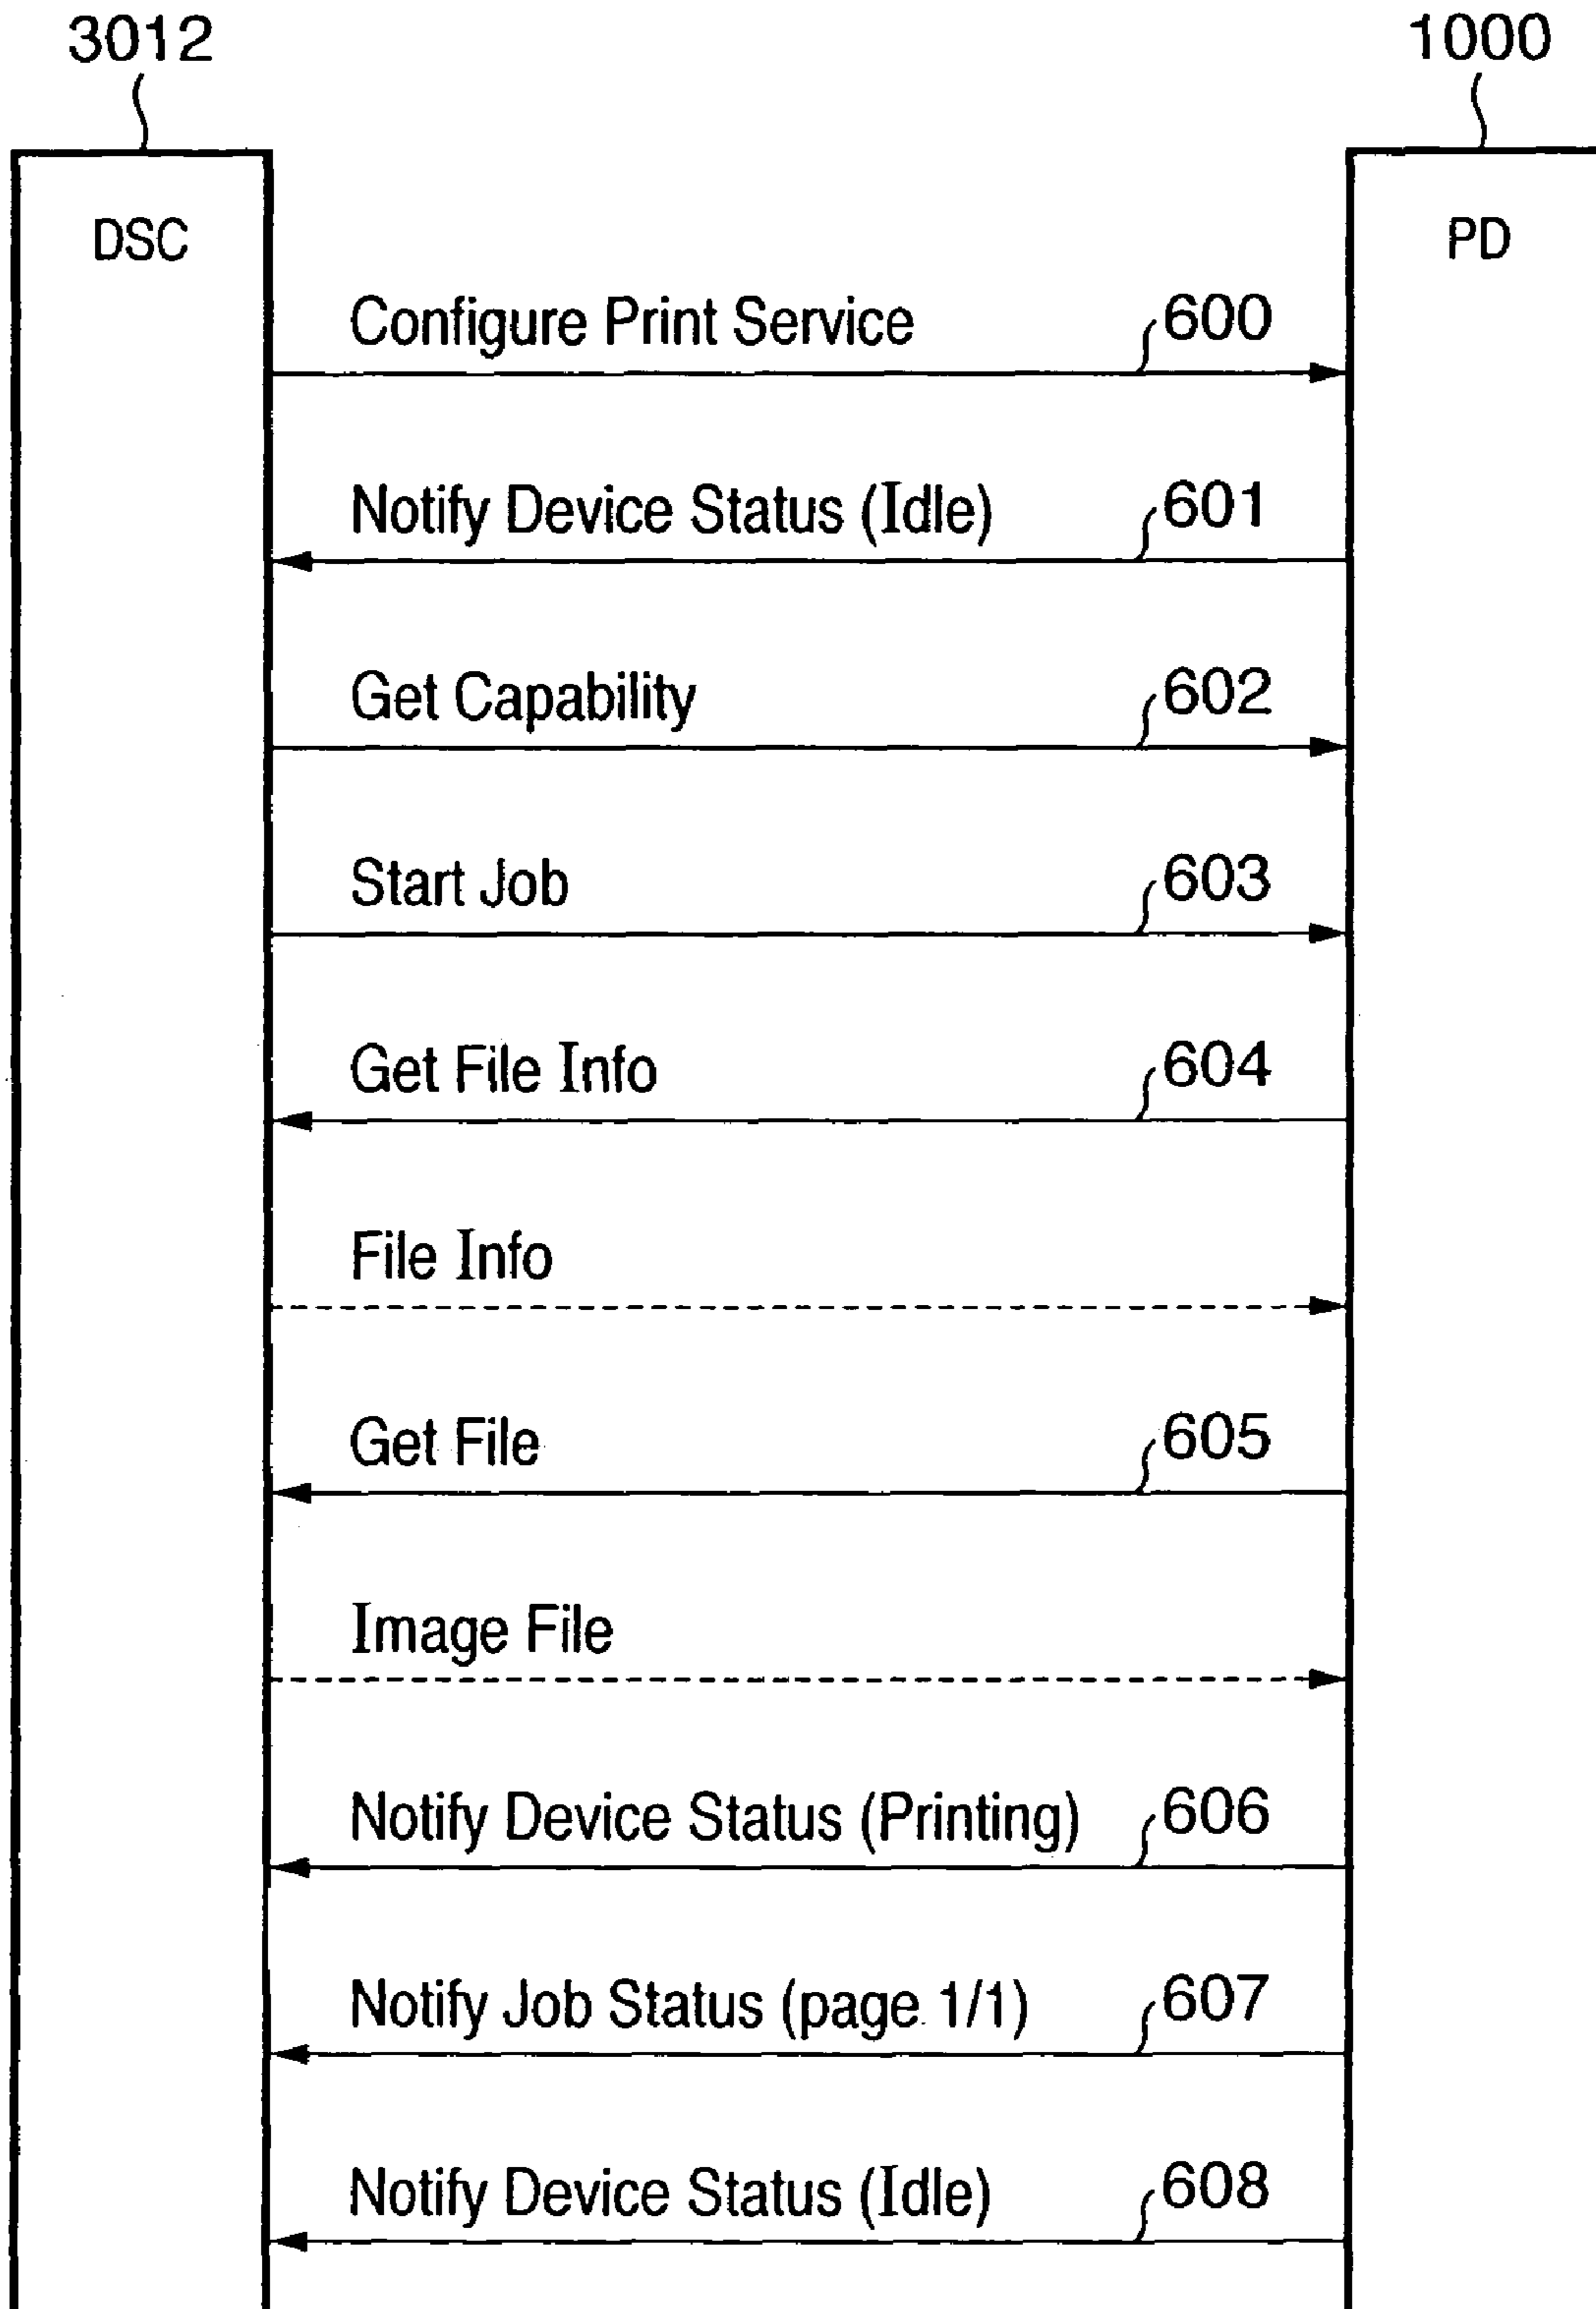 3012 1000
DSC PD
Configure Print Service 600
Notify Device Status (Idle) 601
Get Capability 602
Start Job 603
Get File Info 604
File Info
Get File 605
Image File
Notify Device Status (Printing) 606
Notify Job Status (page 1/1) 607
Notify Device Status (Idle) 608